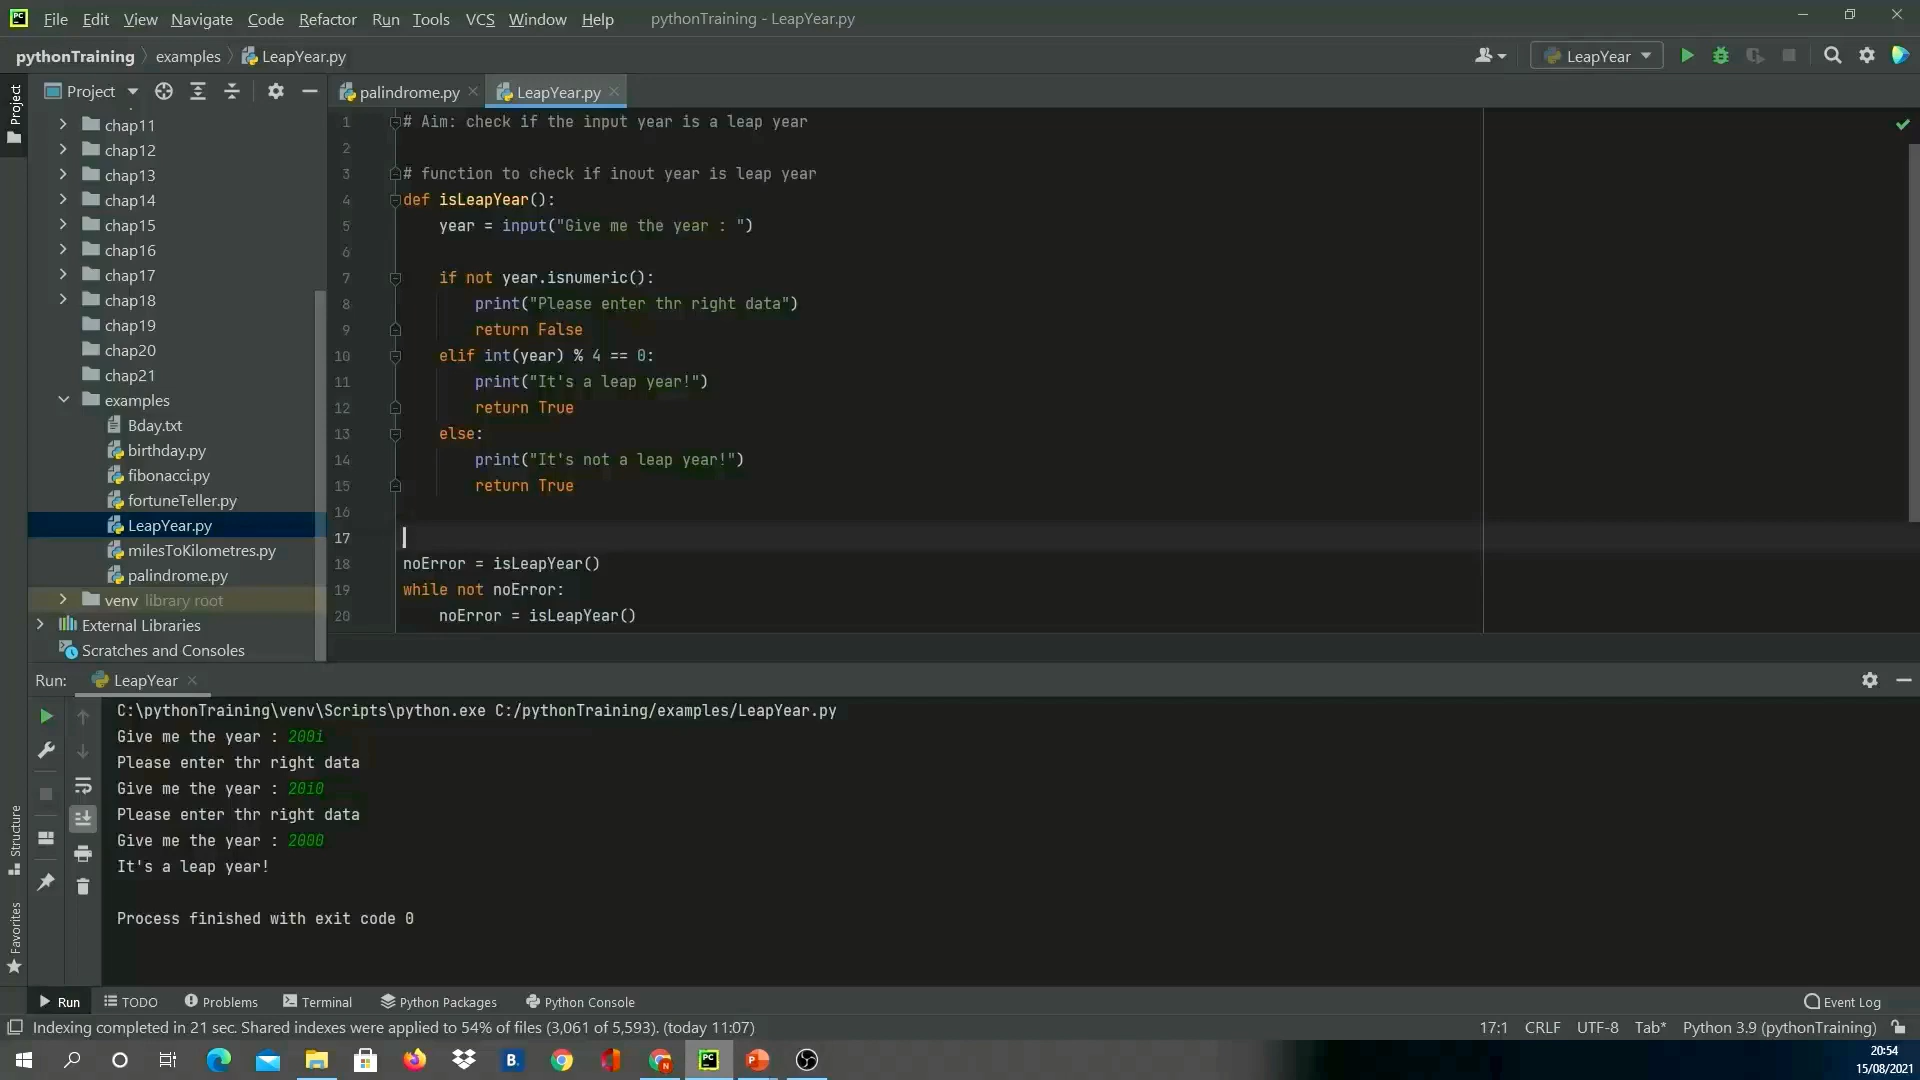 File Edit View Navigate Code Refactor Run Tools VCS Window Help pythonTraining - LeapYear.py
pythonTraining examples LeapYear.py LeapYear
Project palindrome.py LeapYear.py
Project
chap11
chap12
chap13
chap14
chap15
chap16
chap17
chap18
chap19
chap20
chap21
examples
Bday.txt
birthday.py
fibonacci.py
fortuneTeller.py
LeapYear.py
milesToKilometres.py
palindrome.py
venv library root
External Libraries
Scratches and Consoles
1 # Aim: check if the input year is a leap year
2
3 # function to check if inout year is leap year
4 def isLeapYear():
5     year = input("Give me the year : ")
6
7     if not year.isnumeric():
8         print("Please enter thr right data")
9         return False
10     elif int(year) % 4 == 0:
11         print("It's a leap year!")
12         return True
13     else:
14         print("It's not a leap year!")
15         return True
16
17
18 noError = isLeapYear()
19 while not noError:
20     noError = isLeapYear()
Run: LeapYear
C:\pythonTraining\venv\Scripts\python.exe C:/pythonTraining/examples/LeapYear.py
Give me the year : 200i
Please enter thr right data
Give me the year : 20i0
Please enter thr right data
Give me the year : 2000
It's a leap year!
Process finished with exit code 0
Structure
Favorites
Run TODO Problems Terminal Python Packages Python Console Event Log
Indexing completed in 21 sec. Shared indexes were applied to 54% of files (3,061 of 5,593). (today 11:07) 17:1 CRLF UTF-8 Tab* Python 3.9 (pythonTraining)
20:54
15/08/2021